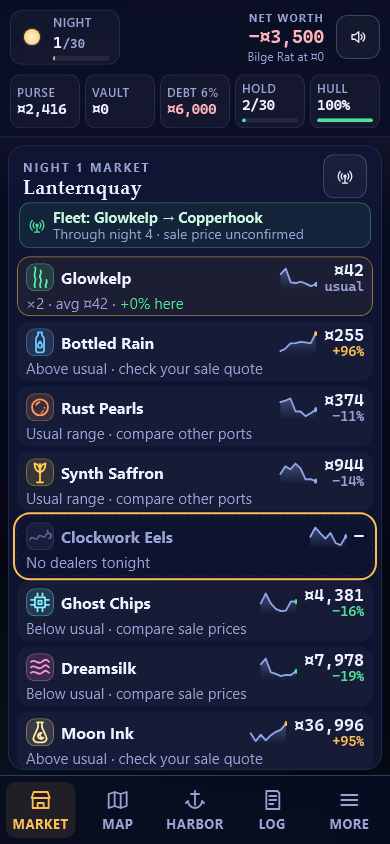 NIGHT
1/30
NET WORTH
−¤3,500
Bilge Rat at ¤0
PURSE
¤2,416
VAULT
¤0
DEBT 6%
¤6,000
HOLD
2/30
HULL
100%
NIGHT 1 MARKET
Lanternquay
Fleet: Glowkelp → Copperhook
Through night 4 · sale price unconfirmed
Glowkelp
¤42
usual
×2 · avg ¤42 · +0% here
Bottled Rain
¤255
+96%
Above usual · check your sale quote
Rust Pearls
¤374
−11%
Usual range · compare other ports
Synth Saffron
¤944
−14%
Usual range · compare other ports
Clockwork Eels
—
No dealers tonight
Ghost Chips
¤4,381
−16%
Below usual · compare sale prices
Dreamsilk
¤7,978
−19%
Below usual · compare sale prices
Moon Ink
¤36,996
+95%
Above usual · check your sale quote
MARKET
MAP
HARBOR
LOG
MORE